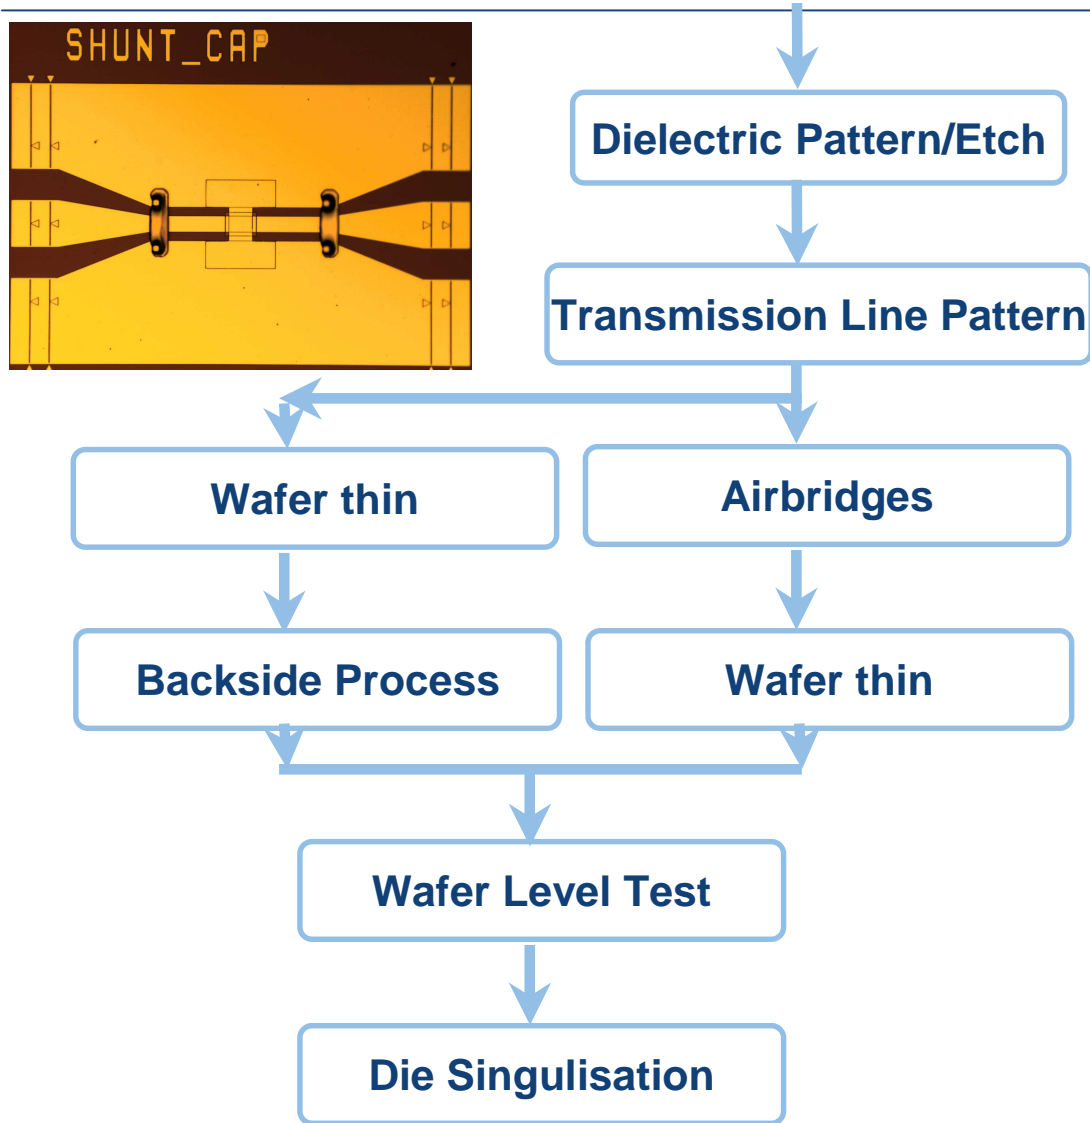 SHUNT_CAP
Dielectric Pattern/Etch
Transmission Line Pattern
Wafer thin
Airbridges
Backside Process
Wafer thin
Wafer Level Test
Die Singulisation